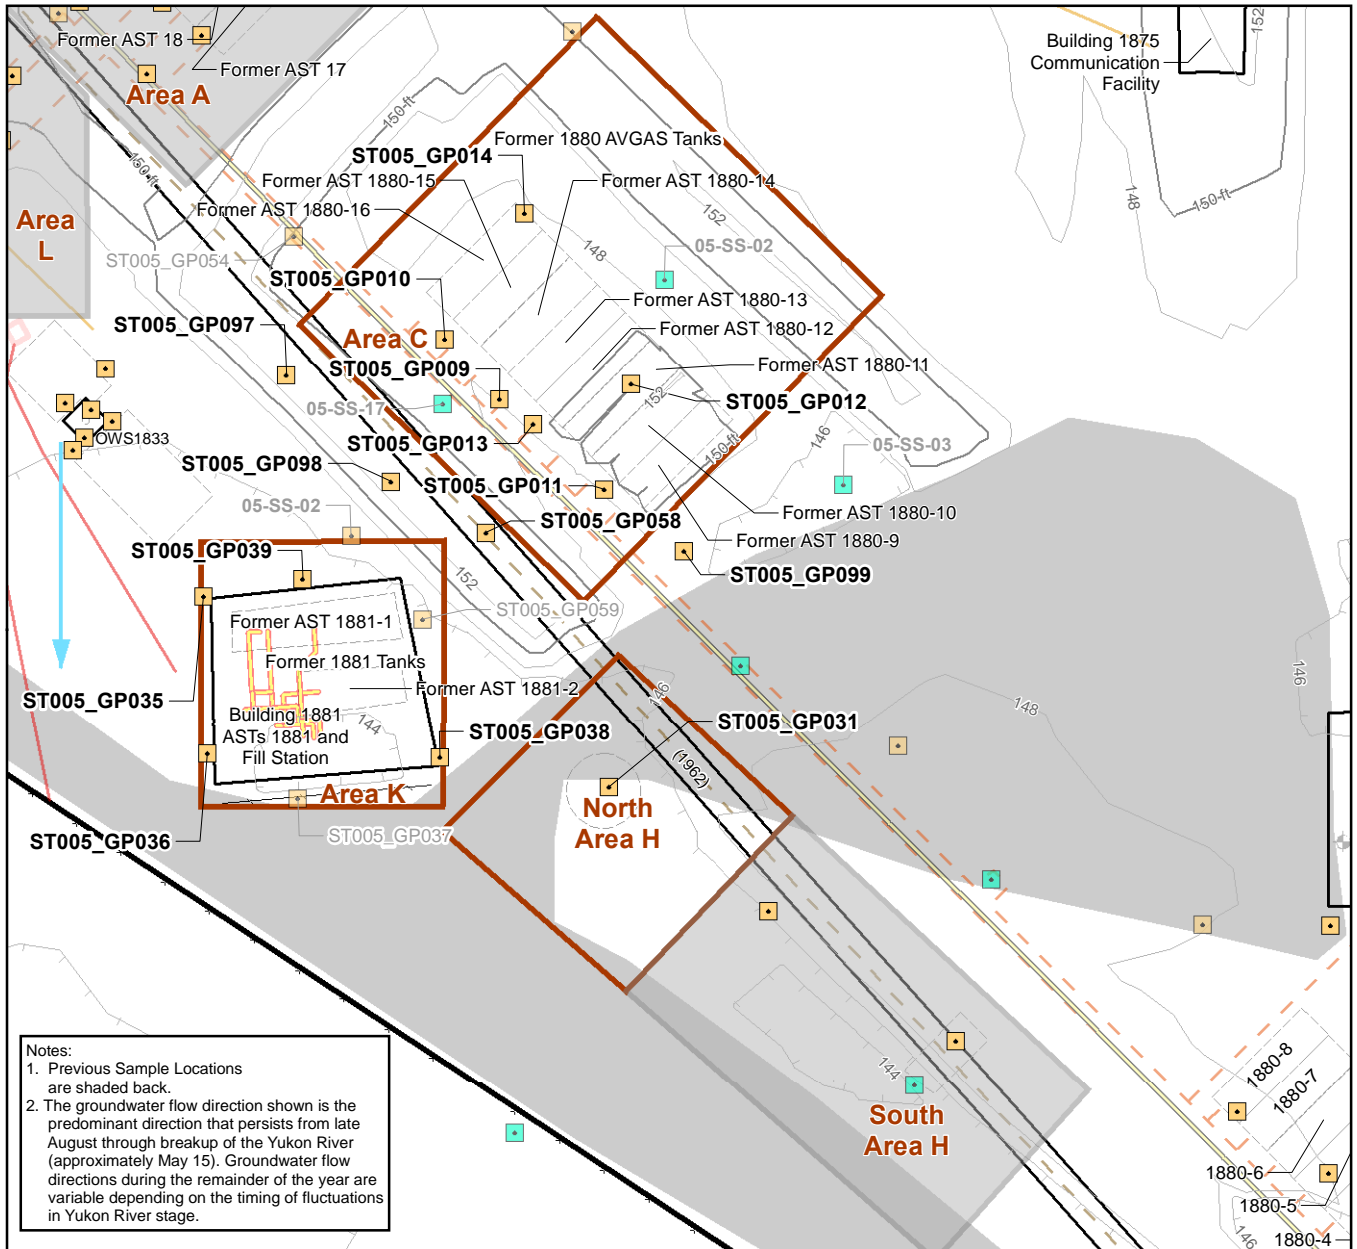 Former AST 18
Former AST 17
Area A
Building 1875
Communication
Facility
152
150-ft
150-ft
Former 1880 AVGAS Tanks
ST005_GP014
Former AST 1880-15
Former AST 1880-14
Former AST 1880-16
152
148
150-ft
Area
L
ST005_GP054
148
05-SS-02
ST005_GP010
Former AST 1880-13
ST005_GP097
Area C
Former AST 1880-12
ST005_GP009
Former AST 1880-11
05-SS-17
152
ST005_GP012
OWS1833
ST005_GP013
146
150-ft
05-SS-03
ST005_GP098
ST005_GP011
05-SS-02
Former AST 1880-10
ST005_GP058
Former AST 1880-9
ST005_GP039
152
ST005_GP099
Former AST 1881-1
ST005_GP059
Former 1881 Tanks
Former AST 1881-2
146
146
ST005_GP035
148
Building 1881
ASTs 1881 and
Fill Station
144
ST005_GP038
ST005_GP031
(1962)
Area K
North
Area H
ST005_GP036
ST005_GP037
Notes:
1. Previous Sample Locations
are shaded back.
2. The groundwater flow direction shown is the
predominant direction that persists from late
August through breakup of the Yukon River
(approximately May 15). Groundwater flow
directions during the remainder of the year are
variable depending on the timing of fluctuations
in Yukon River stage.
144
South
Area H
1880-8
1880-7
1880-6
1880-5
146
1880-4